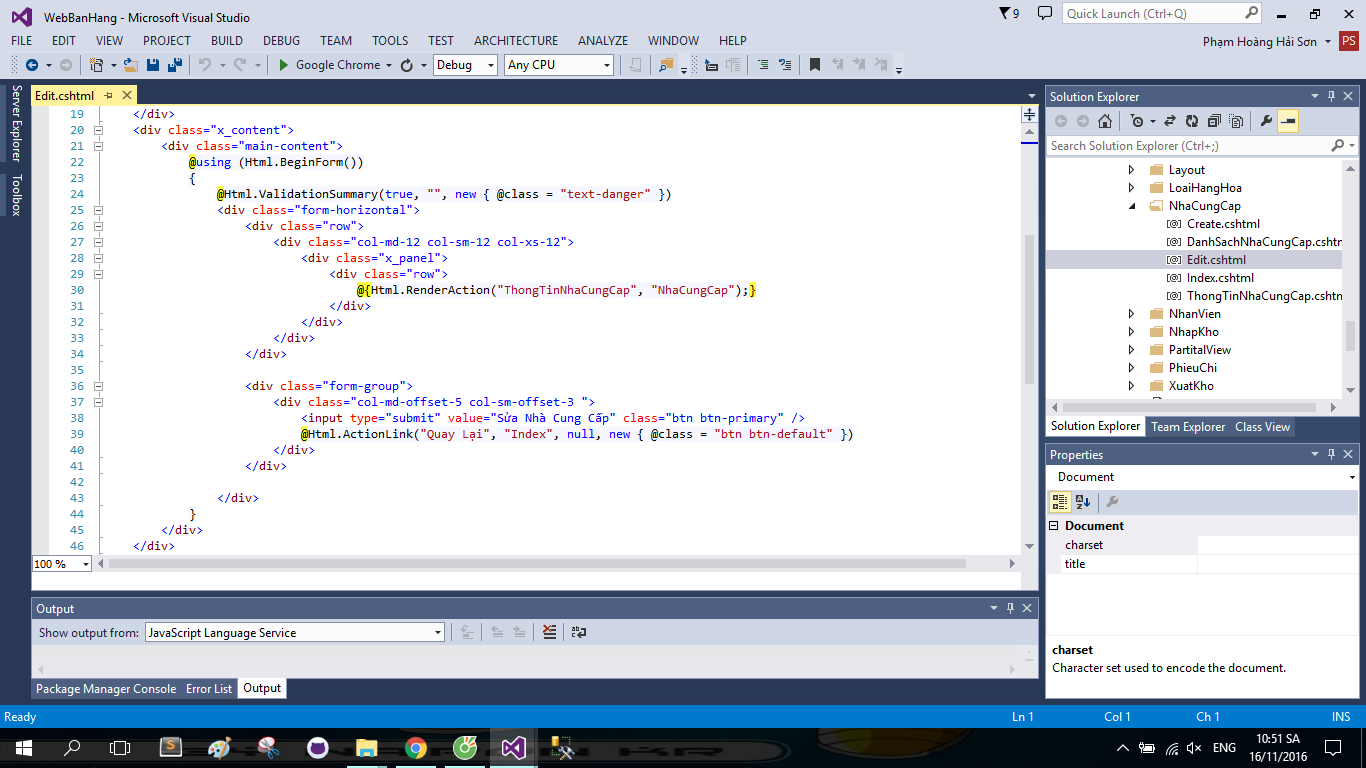 WebBanHang - Microsoft Visual Studio
9
Quick Launch (Ctrl+Q)
FILE EDIT VIEW PROJECT BUILD DEBUG TEAM TOOLS TEST ARCHITECTURE ANALYZE WINDOW HELP
Phạm Hoàng Hải Sơn
PS
Google Chrome
Debug
Any CPU
Server Explorer
Toolbox
Edit.cshtml
19 </div>
20 <div class="x_content">
21 <div class="main-content">
22 @using (Html.BeginForm())
23 {
24 @Html.ValidationSummary(true, "", new { @class = "text-danger" })
25 <div class="form-horizontal">
26 <div class="row">
27 <div class="col-md-12 col-sm-12 col-xs-12">
28 <div class="x_panel">
29 <div class="row">
30 @{Html.RenderAction("ThongTinNhaCungCap", "NhaCungCap");}
31 </div>
32 </div>
33 </div>
34 </div>
35
36 <div class="form-group">
37 <div class="col-md-offset-5 col-sm-offset-3 ">
38 <input type="submit" value="Sửa Nhà Cung Cấp" class="btn btn-primary" />
39 @Html.ActionLink("Quay Lại", "Index", null, new { @class = "btn btn-default" })
40 </div>
41 </div>
42
43 </div>
44 }
45 </div>
46 </div>
100 %
Output
Show output from: JavaScript Language Service
Package Manager Console Error List Output
Solution Explorer
Search Solution Explorer (Ctrl+;)
Layout
LoaiHangHoa
NhaCungCap
Create.cshtml
DanhSachNhaCungCap.cshtm
Edit.cshtml
Index.cshtml
ThongTinNhaCungCap.cshtm
NhanVien
NhapKho
PartitalView
PhieuChi
XuatKho
Solution Explorer Team Explorer Class View
Properties
Document
Document
charset
title
charset
Character set used to encode the document.
Ready
Ln 1 Col 1 Ch 1 INS
ENG
10:51 SA
16/11/2016